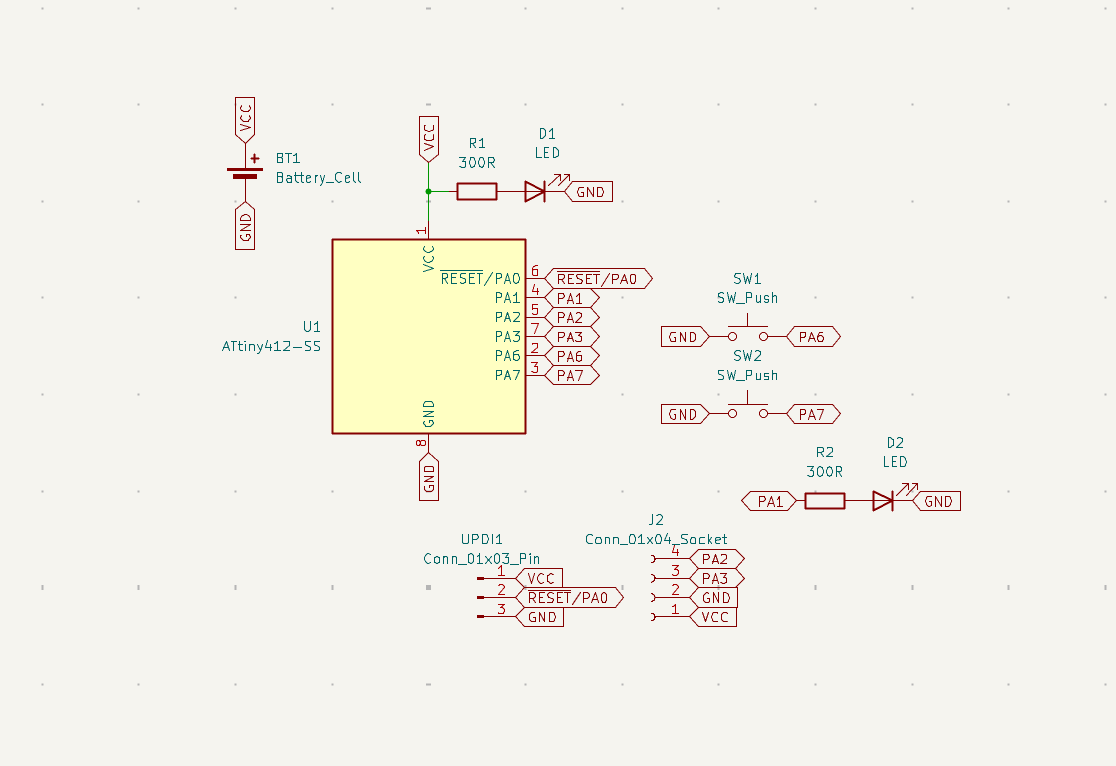 VCC
BT1
Battery_Cell
GND
VCC
R1
300R
D1
LED
GND
1
VCC
RESET/PA0
6
RESET/PA0
PA1
4
PA1
PA2
5
PA2
PA3
7
PA3
PA6
2
PA6
PA7
3
PA7
U1
ATtiny412-SS
GND
8
GND
SW1
SW_Push
GND
PA6
SW2
SW_Push
GND
PA7
R2
300R
D2
LED
PA1
GND
UPDI1
Conn_01x03_Pin
1
VCC
2
RESET/PA0
3
GND
J2
Conn_01x04_Socket
4
PA2
3
PA3
2
GND
1
VCC